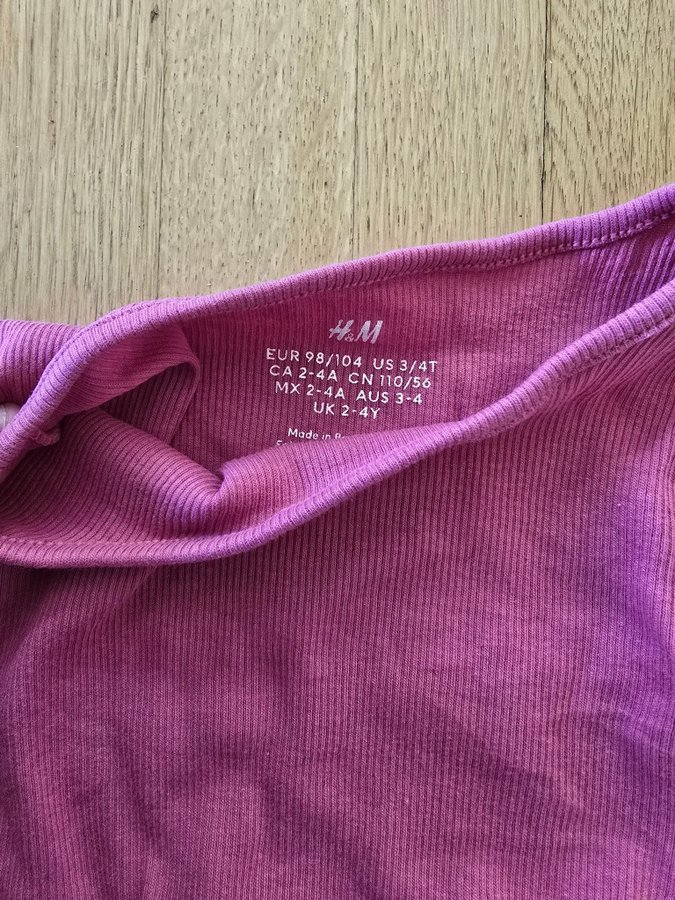 H&M
EUR 98/104 US 3/4T
CA 2-4A CN 110/56
MX 2-4A AUS 3-4
UK 2-4Y
Made in